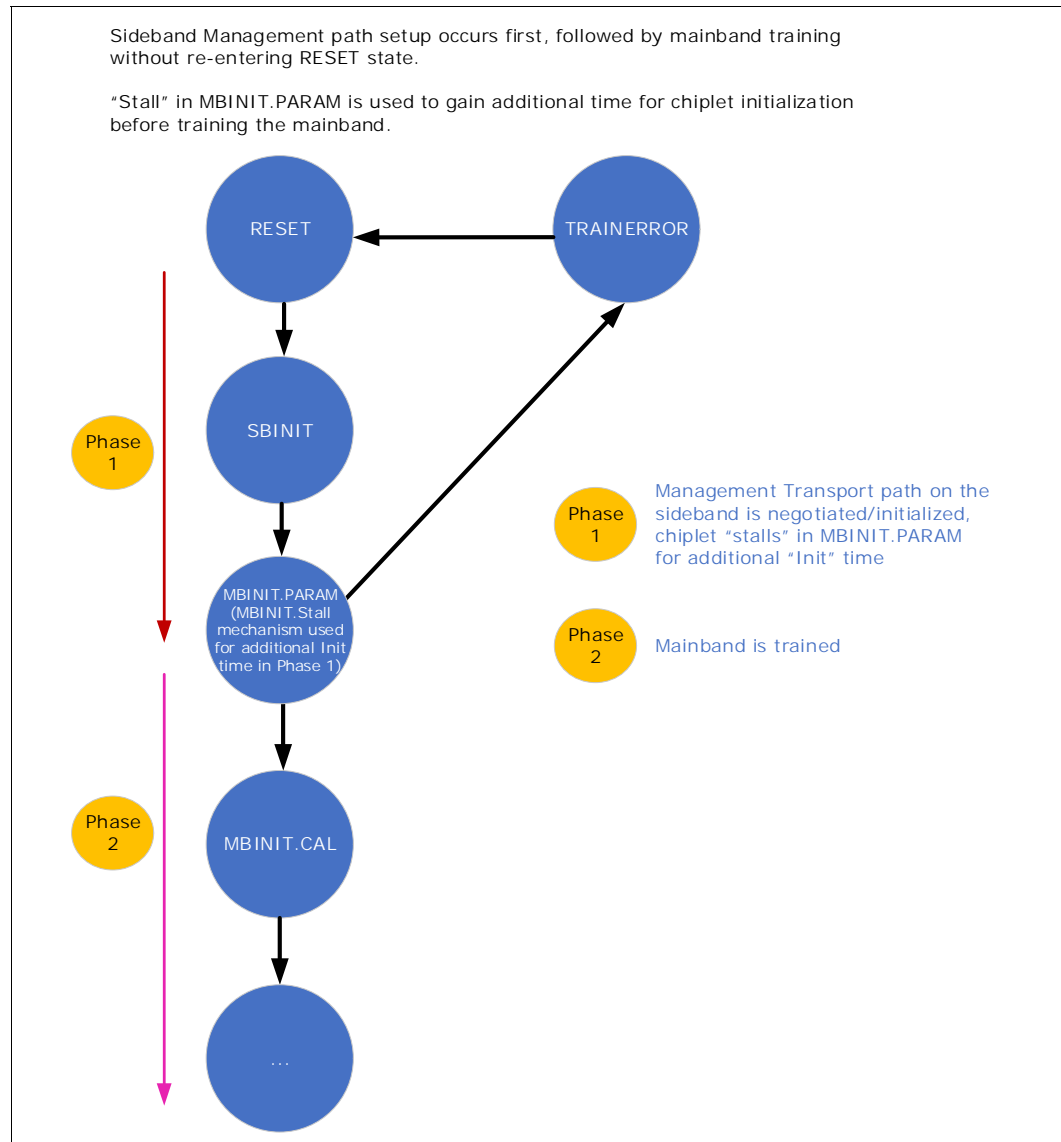 Sideband Management path setup occurs first, followed by mainband training
without re-entering RESET state.
“Stall” in MBINIT.PARAM is used to gain additional time for chiplet initialization
before training the mainband.
RESET
TRAINERROR
SBINIT
Phase
1
Phase
1
Management Transport path on the
sideband is negotiated/initialized,
chiplet “stalls” in MBINIT.PARAM
for additional “Init” time
MBINIT.PARAM
(MBINIT.Stall
mechanism used
for additional Init
time in Phase 1)
Phase
2
Mainband is trained
Phase
2
MBINIT.CAL
...